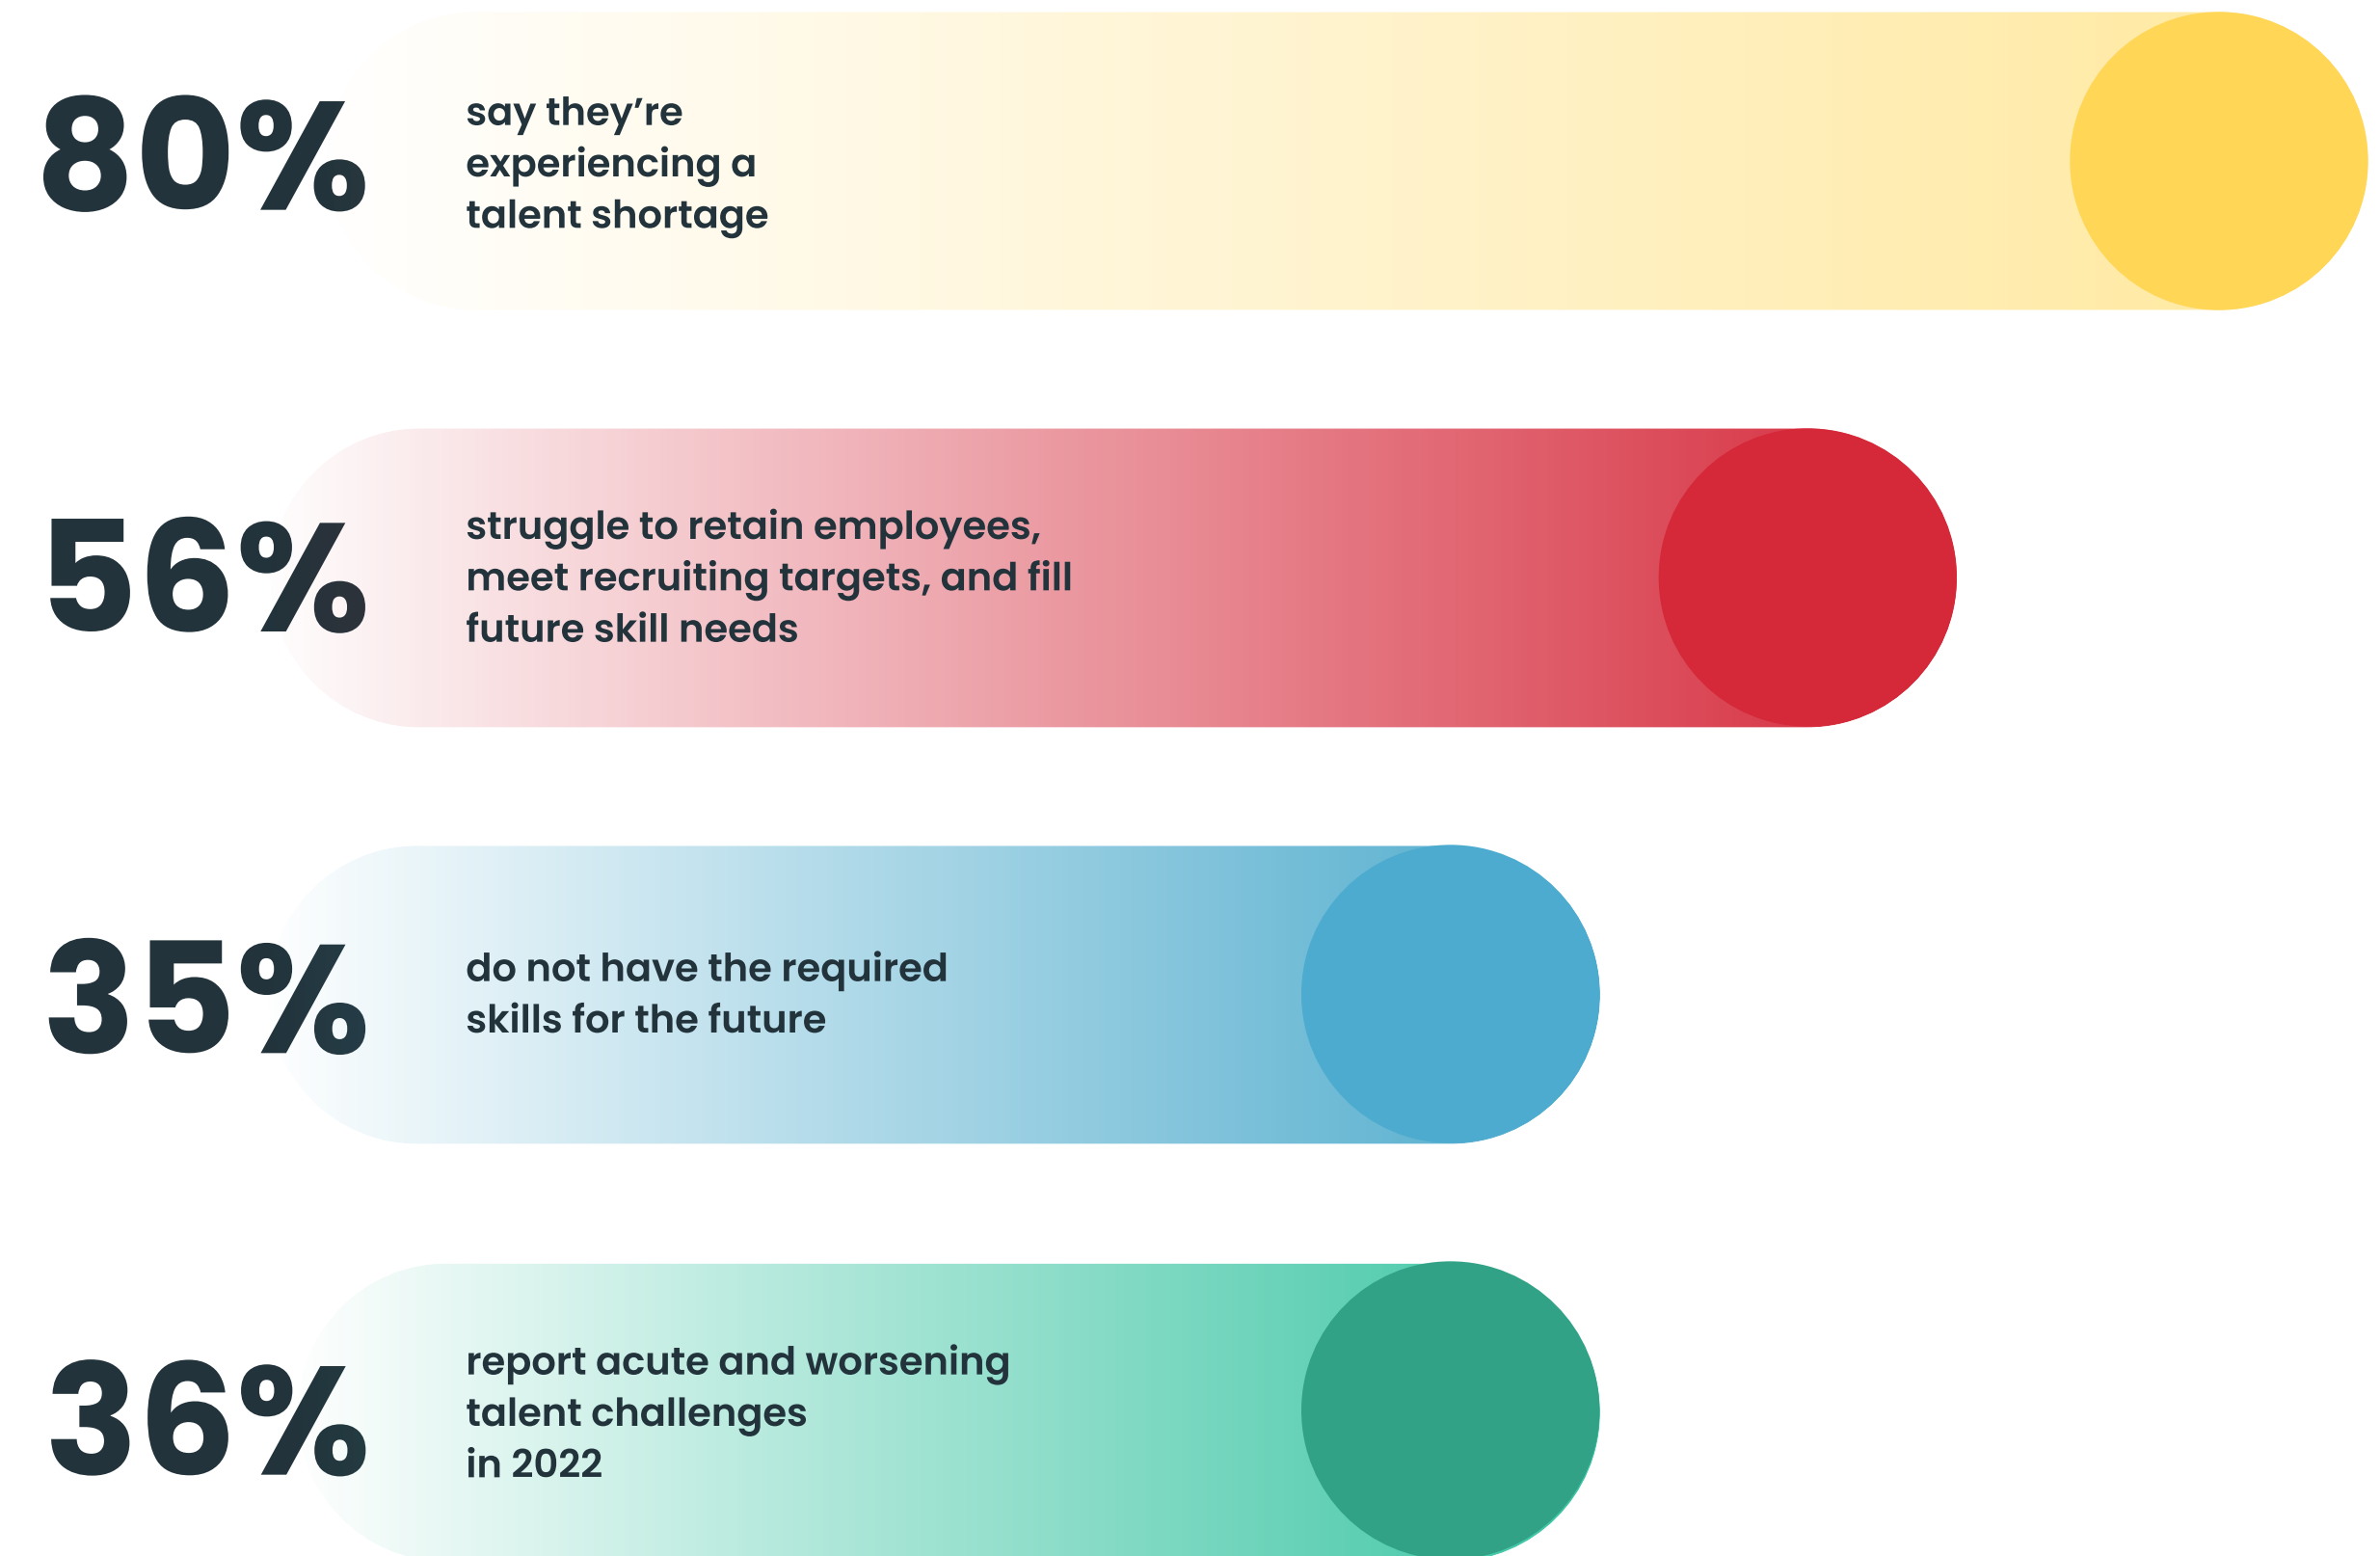 80%
say they're
experiencing a
talent shortage
56%
struggle to retain employees,
meet recruiting targets, and fill
future skill needs
35%
do not have the required
skills for the future
36%
report acute and worsening
talent challenges
in 2022